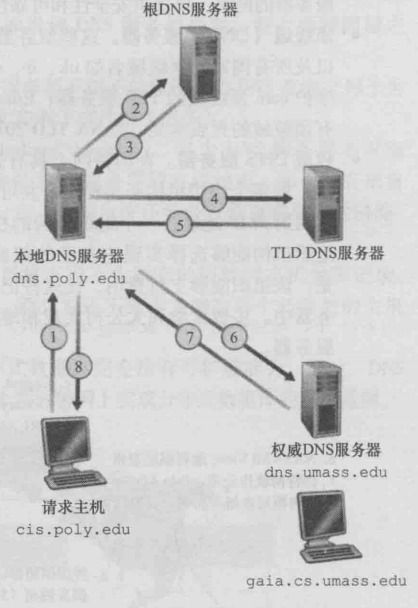 根DNS服务器
2
3
4
5
本地DNS服务器
dns.poly.edu
TLD DNS服务器
1
8
7
6
权威DNS服务器
dns.umass.edu
请求主机
cis.poly.edu
gaia.cs.umass.edu